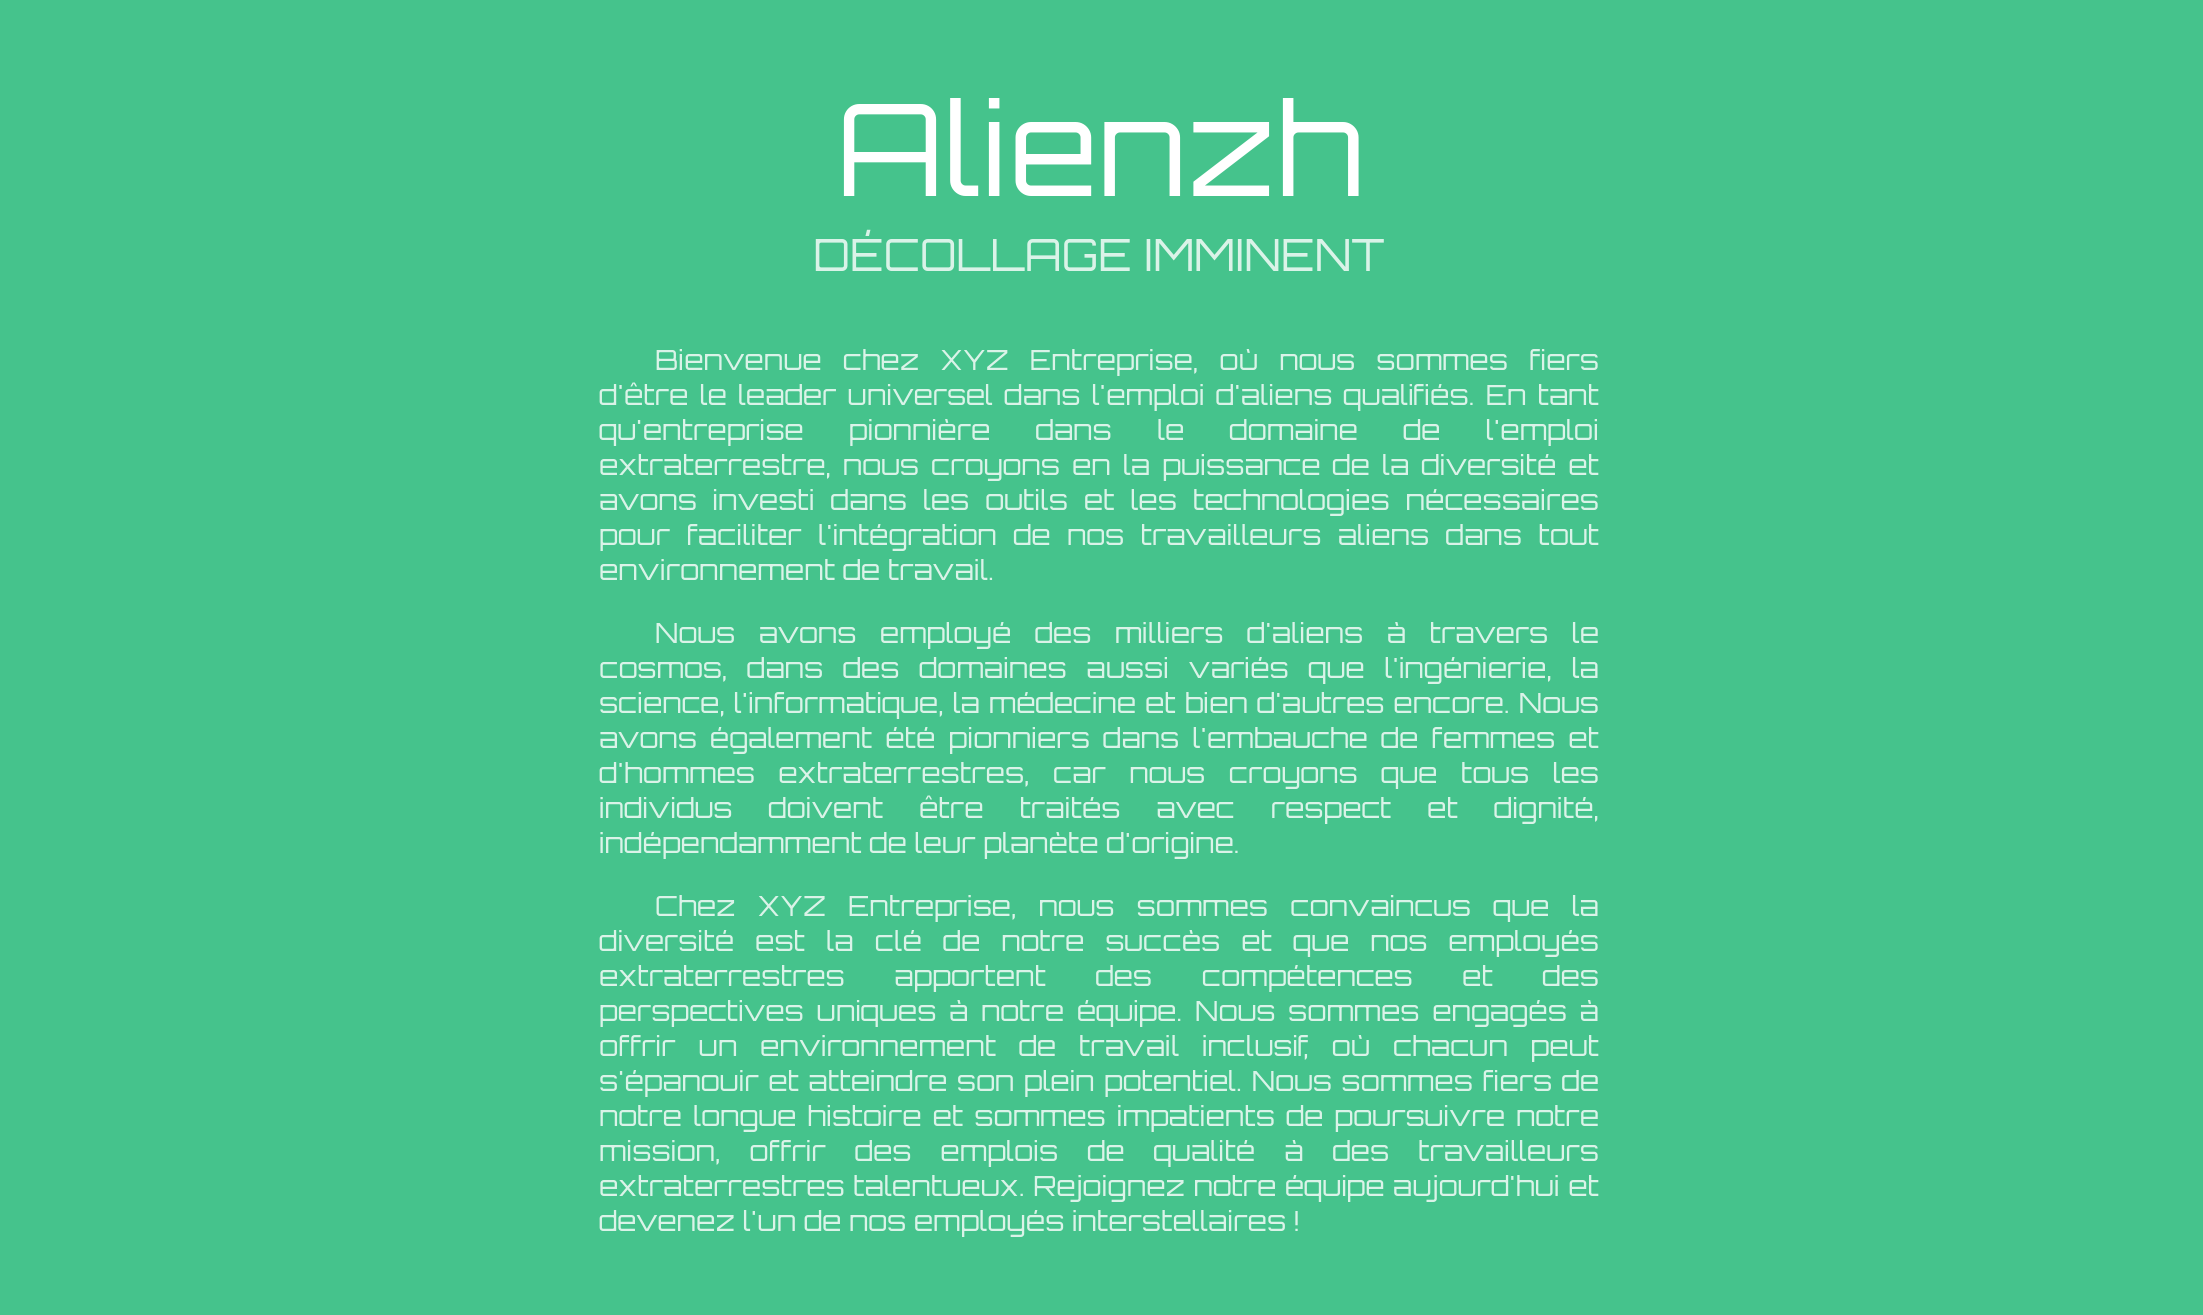 Alienzh
DÉCOLLAGE IMMINENT
Bienvenue chez XYZ Entreprise, où nous sommes fiers
d'être le leader universel dans l'emploi d'aliens qualifiés. En tant
qu'entreprise pionnière dans le domaine de l'emploi
extraterrestre, nous croyons en la puissance de la diversité et
avons investi dans les outils et les technologies nécessaires
pour faciliter l'intégration de nos travailleurs aliens dans tout
environnement de travail.
Nous avons employé des milliers d'aliens à travers le
cosmos, dans des domaines aussi variés que l'ingénierie, la
science, l'informatique, la médecine et bien d'autres encore. Nous
avons également été pionniers dans l'embauche de femmes et
d'hommes extraterrestres, car nous croyons que tous les
individus doivent être traités avec respect et dignité,
indépendamment de leur planète d'origine.
Chez XYZ Entreprise, nous sommes convaincus que la
diversité est la clé de notre succès et que nos employés
extraterrestres apportent des compétences et des
perspectives uniques à notre équipe. Nous sommes engagés à
offrir un environnement de travail inclusif, où chacun peut
s'épanouir et atteindre son plein potentiel. Nous sommes fiers de
notre longue histoire et sommes impatients de poursuivre notre
mission, offrir des emplois de qualité à des travailleurs
extraterrestres talentueux. Rejoignez notre équipe aujourd'hui et
devenez l'un de nos employés interstellaires !